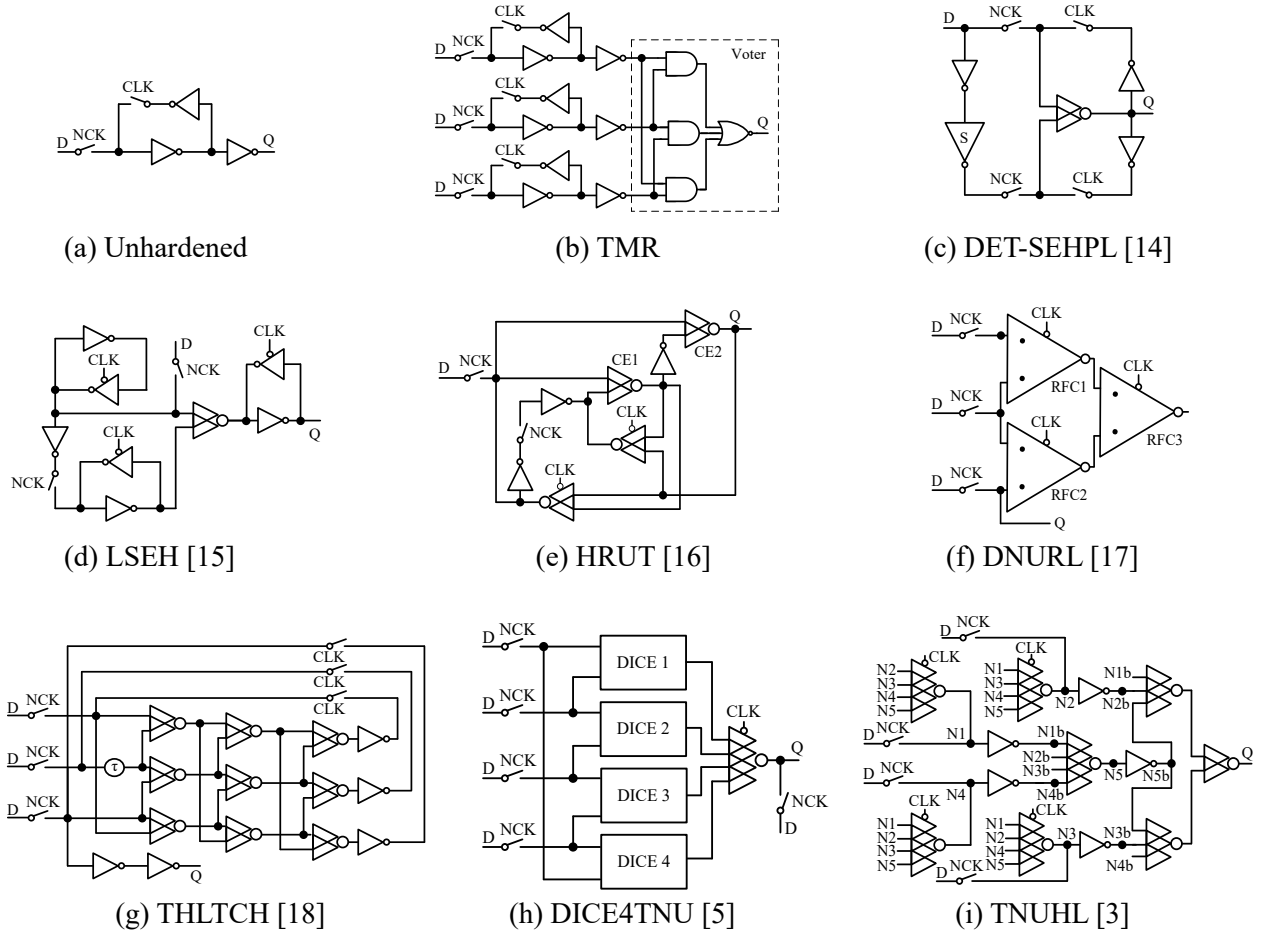 CLK
D NCK
Q
(a) Unhardened
CLK
D NCK
CLK
D NCK
CLK
D NCK
Voter
Q
(b) TMR
D NCK CLK
S
Q
NCK CLK
(c) DET-SEHPL [14]
CLK
D
NCK
CLK
NCK
CLK
Q
(d) LSEH [15]
Q
CE2
D NCK
CE1
CLK
NCK
CLK
(e) HRUT [16]
D NCK
CLK
RFC1
D NCK
CLK
RFC3
CLK
RFC2
D NCK
Q
(f) DNURL [17]
CLK
CLK
CLK
D NCK
D NCK
τ
D NCK
Q
(g) THLTCH [18]
D NCK
DICE 1
D NCK
DICE 2
CLK
Q
D NCK
DICE 3
NCK
D
D NCK
DICE 4
(h) DICE4TNU [5]
D NCK
CLK
N2
N3
N4
N5
CLK
N1
N3
N4
N5
N2
N2b
N1b
D NCK
N1
N1b
N2b
N3b
N4b
N5
N5b
Q
D NCK
N4
CLK
N1
N2
N3
N5
CLK
N1
N2
N4
N5
N3
N3b
N4b
D NCK
(i) TNUHL [3]